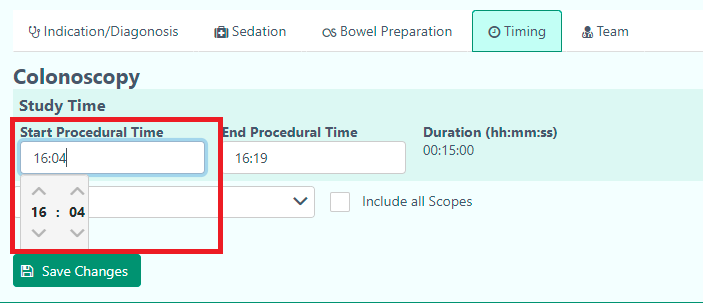 Indication/Diagonosis Sedation Bowel Preparation Timing Team
Colonoscopy
Study Time
Start Procedural Time End Procedural Time Duration (hh:mm:ss)
16:04 16:19 00:15:00
16 : 04
Include all Scopes
Save Changes